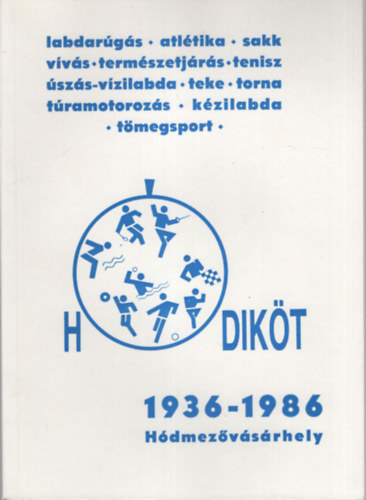 labdarúgás · atlétika · sakk
vívás · természetjárás · tenisz
úszás-vízilabda · teke · torna
túramotorozás · kézilabda
· tömegsport ·
H DIKÖT
1936-1986
Hódmezővásárhely